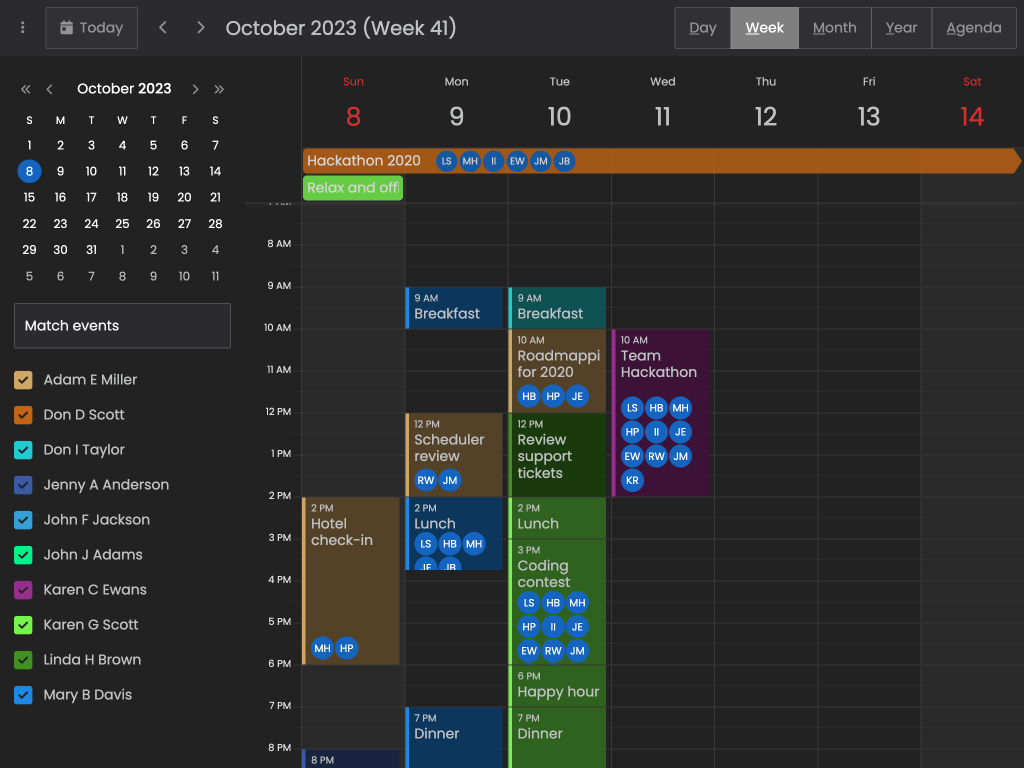 Today
October 2023 (Week 41)
Day Week Month Year Agenda
October 2023
S M T W T F S
1 2 3 4 5 6 7
8 9 10 11 12 13 14
15 16 17 18 19 20 21
22 23 24 25 26 27 28
29 30 31 1 2 3 4
5 6 7 8 9 10 11
Match events
Adam E Miller
Don D Scott
Don I Taylor
Jenny A Anderson
John F Jackson
John J Adams
Karen C Ewans
Karen G Scott
Linda H Brown
Mary B Davis
Sun Mon Tue Wed Thu Fri Sat
8 9 10 11 12 13 14
Hackathon 2020 LS MH II EW JM JB
Relax and off
8 AM
9 AM
10 AM
11 AM
12 PM
1 PM
2 PM
3 PM
4 PM
5 PM
6 PM
7 PM
8 PM
2 PM
Hotel
check-in
MH HP
8 PM
9 AM
Breakfast
12 PM
Scheduler
review
RW JM
2 PM
Lunch
LS HB MH
JE JB
7 PM
Dinner
9 AM
Breakfast
10 AM
Roadmappi
for 2020
HB HP JE
12 PM
Review
support
tickets
2 PM
Lunch
3 PM
Coding
contest
LS HB MH
HP II JE
EW RW JM
6 PM
Happy hour
7 PM
Dinner
10 AM
Team
Hackathon
LS HB MH
HP II JE
EW RW JM
KR